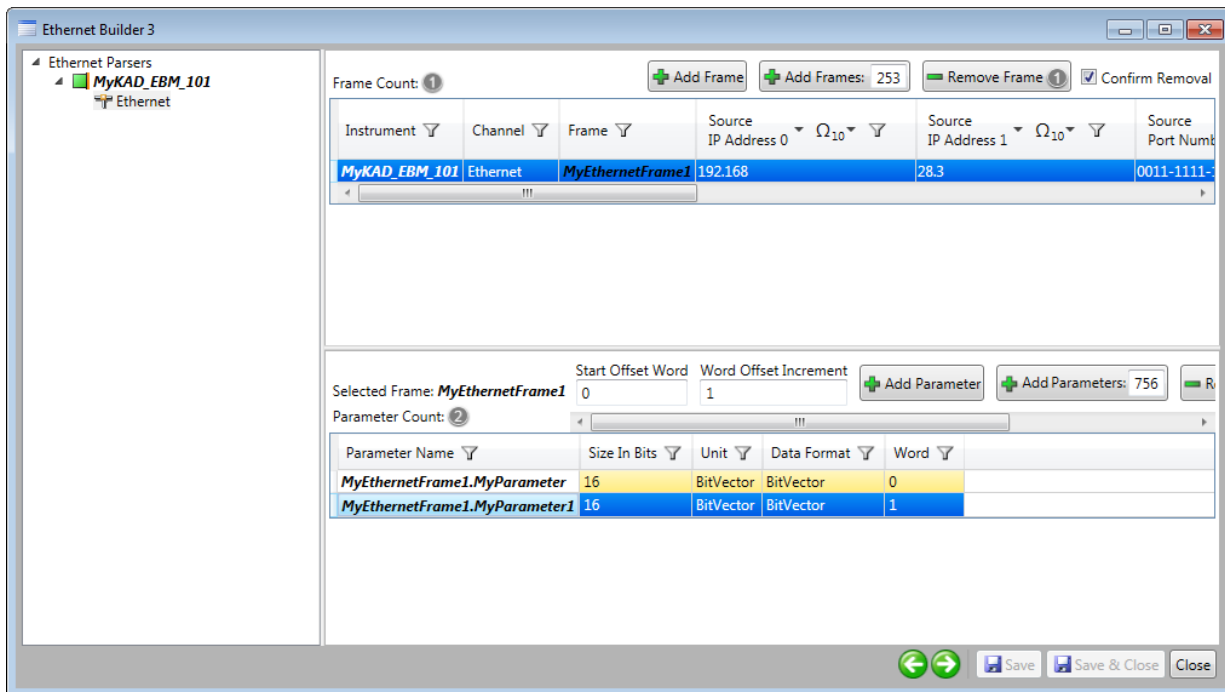 Ethernet Builder 3
Ethernet Parsers
MyKAD_EBM_101
Ethernet
Frame Count: 1 Add Frame Add Frames: 253 Remove Frame 1 Confirm Removal
Instrument Channel Frame Source IP Address 0 Ω10 Source IP Address 1 Ω10 Source Port Numb
MyKAD_EBM_101 Ethernet MyEthernetFrame1 192.168 28.3 0011-1111-1
Start Offset Word Word Offset Increment
Selected Frame: MyEthernetFrame1 0 1 Add Parameter Add Parameters: 756 R
Parameter Count: 2
Parameter Name Size In Bits Unit Data Format Word
MyEthernetFrame1.MyParameter 16 BitVector BitVector 0
MyEthernetFrame1.MyParameter1 16 BitVector BitVector 1
Save Save & Close Close